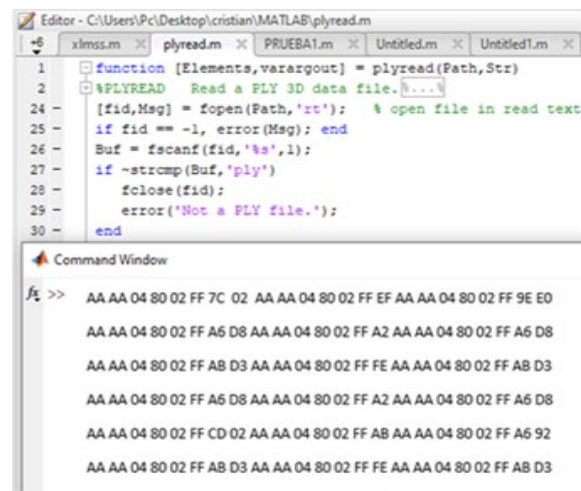 Editor - C:\Users\Pc\Desktop\cristian\MATLAB\plyread.m
+6 xlmss.m plyread.m PRUEBA1.m Untitled.m Untitled1.m
1 function [Elements,varargout] = plyread(Path,Str)
2 %PLYREAD Read a PLY 3D data file.%...%
24 - [fid,Msg] = fopen(Path,'rt'); % open file in read text
25 - if fid == -1, error(Msg); end
26 - Buf = fscanf(fid,'%s',1);
27 - if ~strcmp(Buf,'ply')
28 - fclose(fid);
29 - error('Not a PLY file.');
30 - end
Command Window
fx >> AA AA 04 80 02 FF 7C 02 AA AA 04 80 02 FF EF AA AA 04 80 02 FF 9E E0
AA AA 04 80 02 FF A6 D8 AA AA 04 80 02 FF A2 AA AA 04 80 02 FF A6 D8
AA AA 04 80 02 FF AB D3 AA AA 04 80 02 FF FE AA AA 04 80 02 FF AB D3
AA AA 04 80 02 FF A6 D8 AA AA 04 80 02 FF A2 AA AA 04 80 02 FF A6 D8
AA AA 04 80 02 FF CD 02 AA AA 04 80 02 FF AB AA AA 04 80 02 FF A6 92
AA AA 04 80 02 FF AB D3 AA AA 04 80 02 FF FE AA AA 04 80 02 FF AB D3